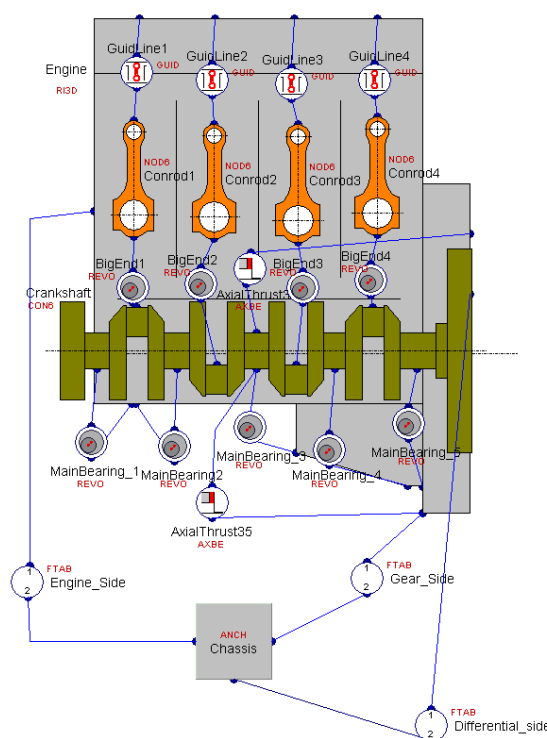 GuidLine1
GuidLine2
GuidLine3
GuidLine4
Engine
GUID
GUID
GUID
GUID
RI3D
NOD6
NOD6
NOD6
NOD6
Conrod1
Conrod2
Conrod3
Conrod4
BigEnd1
BigEnd2
BigEnd3
BigEnd4
REVO
REVO
REVO
REVO
Crankshaft
CON6
AxialThrust3
AXBE
MainBearing_1
REVO
MainBearing2
REVO
MainBearing_3
REVO
MainBearing_4
REVO
MainBearing_5
REVO
AxialThrust35
AXBE
FTAB
1
2
Engine_Side
FTAB
1
2
Gear_Side
ANCH
Chassis
FTAB
1
2
Differential_side